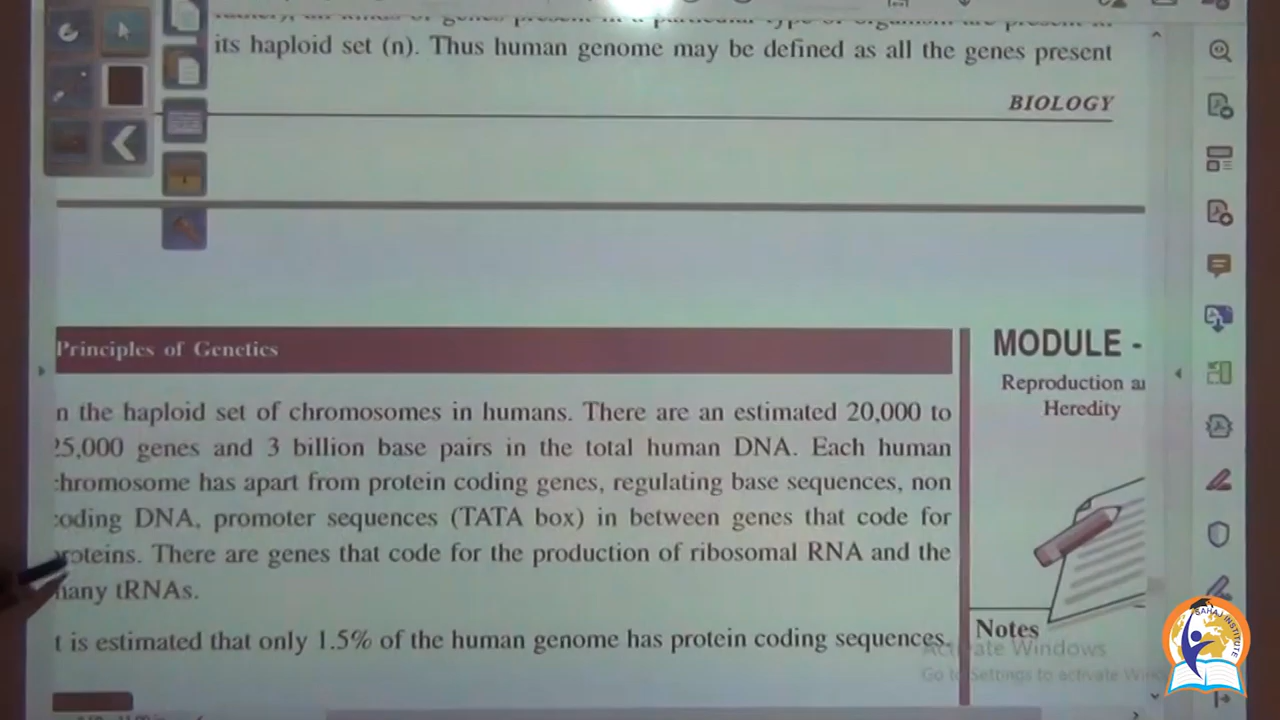 its haploid set (n). Thus human genome may be defined as all the genes present
BIOLOGY
Principles of Genetics
MODULE -
Reproduction a
Heredity
n the haploid set of chromosomes in humans. There are an estimated 20,000 to
25,000 genes and 3 billion base pairs in the total human DNA. Each human
chromosome has apart from protein coding genes, regulating base sequences, non
coding DNA, promoter sequences (TATA box) in between genes that code for
proteins. There are genes that code for the production of ribosomal RNA and the
many tRNAs.
t is estimated that only 1.5% of the human genome has protein coding sequences.
Notes
Activate Windows
Go to Settings to activate Wind
SAHAJ INSTITUTE